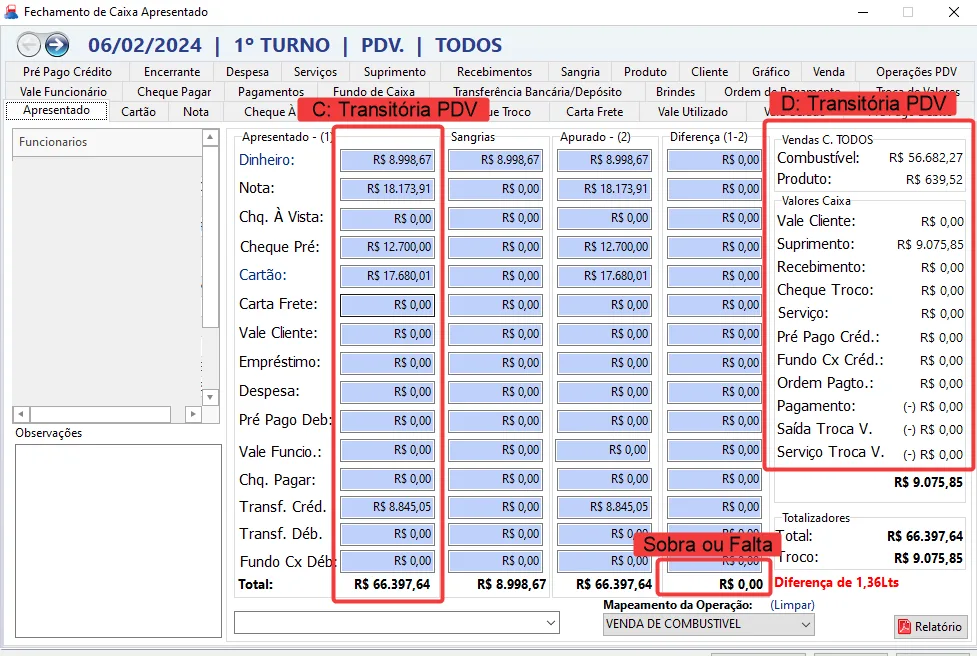 Fechamento de Caixa Apresentado
06/02/2024 | 1º TURNO | PDV. | TODOS
Pré Pago Crédito Encerrante Despesa Serviços Suprimento Recebimentos Sangria Produto Cliente Gráfico Venda Operações PDV
Vale Funcionário Cheque Pagar Pagamentos Fundo de Caixa Transferência Bancária/Depósito Brindes Ordem de Pagamento Troca de Valores
Apresentado Cartão Nota Cheque À C: Transitória PDV ue Troco Carta Frete Vale Utilizado D: Transitória PDV
Funcionarios
Apresentado - (1) Sangrias Apurado - (2) Diferença (1-2)
Dinheiro: R$ 8.998,67 R$ 8.998,67 R$ 8.998,67 R$ 0,00
Nota: R$ 18.173,91 R$ 0,00 R$ 18.173,91 R$ 0,00
Chq. À Vista: R$ 0,00 R$ 0,00 R$ 0,00 R$ 0,00
Cheque Pré: R$ 12.700,00 R$ 0,00 R$ 12.700,00 R$ 0,00
Cartão: R$ 17.680,01 R$ 0,00 R$ 17.680,01 R$ 0,00
Carta Frete: R$ 0,00 R$ 0,00 R$ 0,00 R$ 0,00
Vale Cliente: R$ 0,00 R$ 0,00 R$ 0,00 R$ 0,00
Empréstimo: R$ 0,00 R$ 0,00 R$ 0,00 R$ 0,00
Despesa: R$ 0,00 R$ 0,00 R$ 0,00 R$ 0,00
Pré Pago Deb: R$ 0,00 R$ 0,00 R$ 0,00 R$ 0,00
Vale Funcio.: R$ 0,00 R$ 0,00 R$ 0,00 R$ 0,00
Chq. Pagar: R$ 0,00 R$ 0,00 R$ 0,00 R$ 0,00
Transf. Créd. R$ 8.845,05 R$ 0,00 R$ 8.845,05 R$ 0,00
Transf. Déb. R$ 0,00 R$ 0,00 R$ 0,00 R$ 0,00
Sobra ou Falta
Fundo Cx Déb: R$ 0,00 R$ 0,00 R$ 0,00 R$ 0,00
Total: R$ 66.397,64 R$ 8.998,67 R$ 66.397,64 R$ 0,00
Vendas C. TODOS
Combustível: R$ 56.682,27
Produto: R$ 639,52
Valores Caixa
Vale Cliente: R$ 0,00
Suprimento: R$ 9.075,85
Recebimento: R$ 0,00
Cheque Troco: R$ 0,00
Serviço: R$ 0,00
Pré Pago Créd.: R$ 0,00
Fundo Cx Créd.: R$ 0,00
Ordem Pagto.: R$ 0,00
Pagamento: (-) R$ 0,00
Saída Troca V. (-) R$ 0,00
Serviço Troca V. (-) R$ 0,00
R$ 9.075,85
Totalizadores
Total: R$ 66.397,64
Troco: R$ 9.075,85
Diferença de 1,36Lts
Observações
Mapeamento da Operação: (Limpar)
VENDA DE COMBUSTIVEL
Relatório